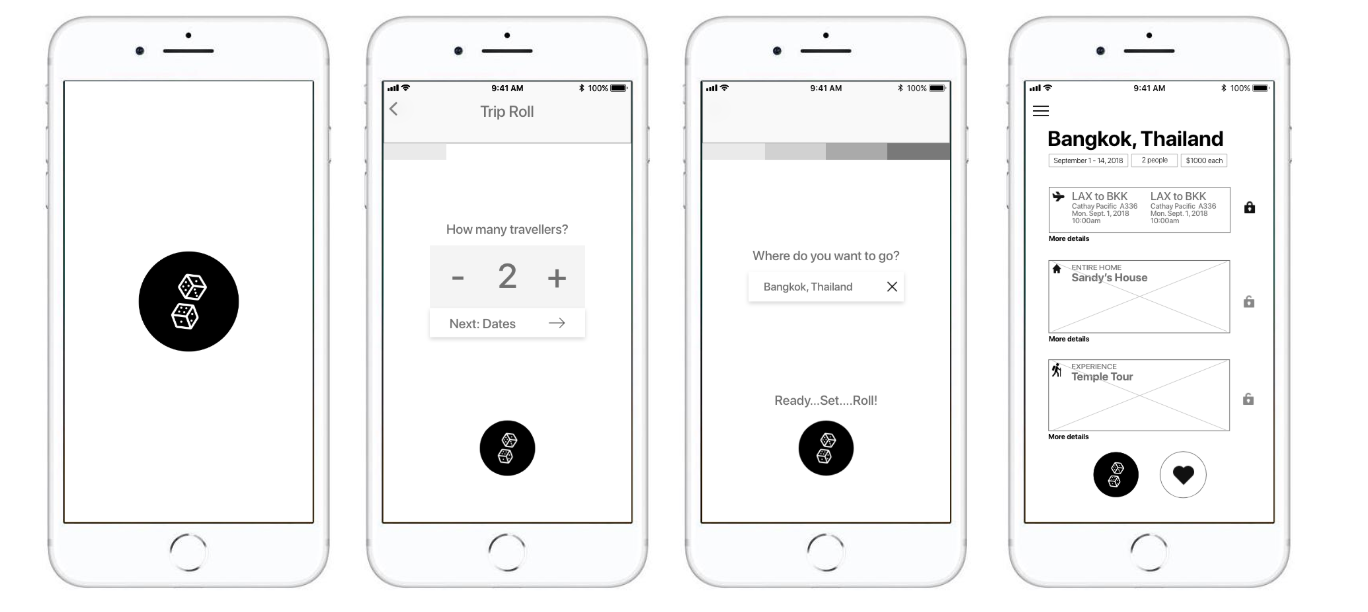 9:41 AM
100%
Trip Roll
How many travellers?
- 2 +
Next: Dates
9:41 AM
100%
Where do you want to go?
Bangkok, Thailand
Ready...Set....Roll!
9:41 AM
100%
Bangkok, Thailand
September 1 - 14, 2018 2 people $1000 each
LAX to BKK LAX to BKK
Cathay Pacific A336 Cathay Pacific A336
Mon. Sept. 1, 2018 Mon. Sept. 1, 2018
10:00am 10:00am
More details
ENTIRE HOME
Sandy's House
More details
EXPERIENCE
Temple Tour
More details